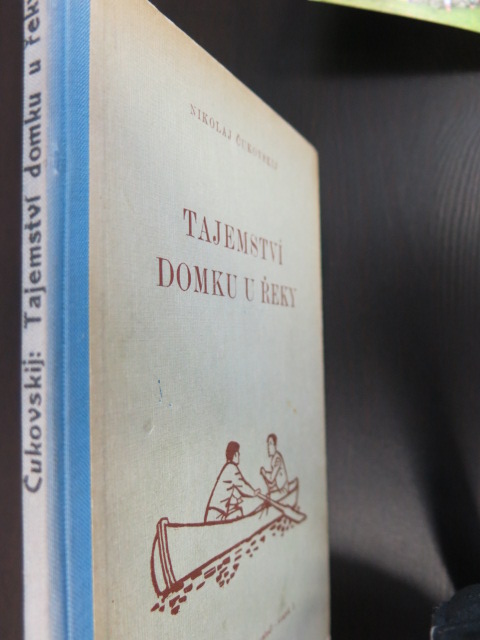 Čukovskij: Tajemství domku u řeky
NIKOLAJ ČUKOVSKIJ
TAJEMSTVÍ
DOMKU U ŘEKY